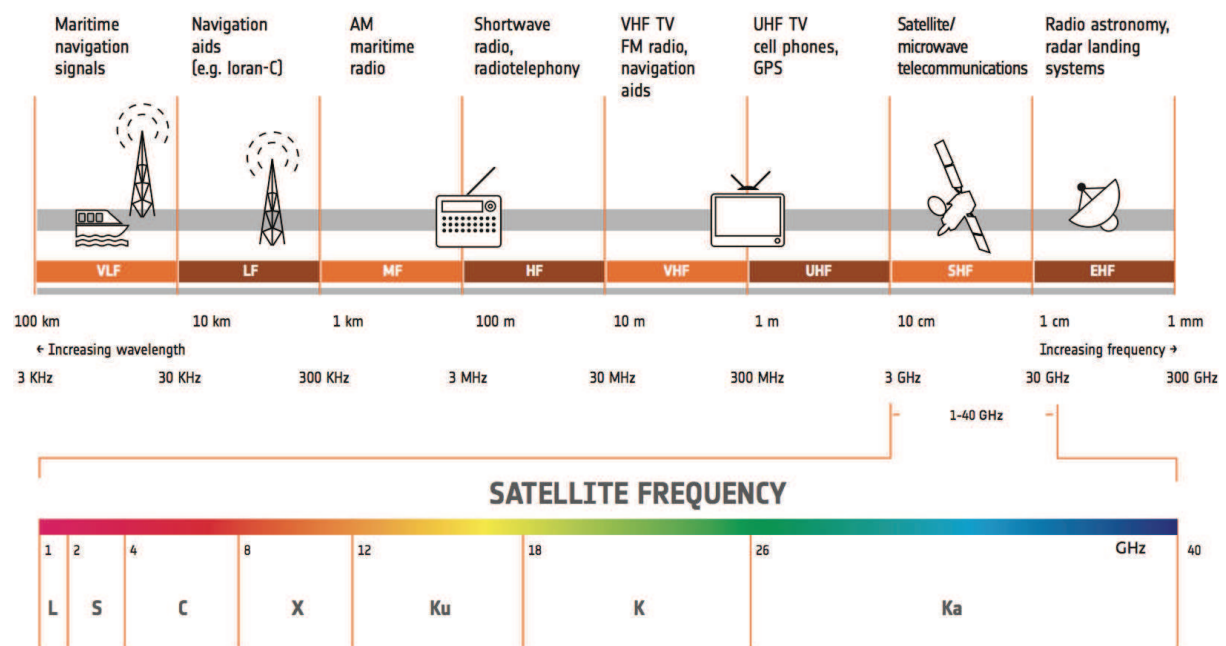 Maritime
navigation
signals
Navigation
aids
(e.g. loran-C)
AM
maritime
radio
Shortwave
radio,
radiotelephony
VHF TV
FM radio,
navigation
aids
UHF TV
cell phones,
GPS
Satellite/
microwave
telecommunications
Radio astronomy,
radar landing
systems
VLF LF MF HF VHF UHF SHF EHF
100 km 10 km 1 km 100 m 10 m 1 m 10 cm 1 cm 1 mm
← Increasing wavelength Increasing frequency →
3 KHz 30 KHz 300 KHz 3 MHz 30 MHz 300 MHz 3 GHz 30 GHz 300 GHz
1-40 GHz
SATELLITE FREQUENCY
1 2 4 8 12 18 26 GHz 40
L S C X Ku K Ka